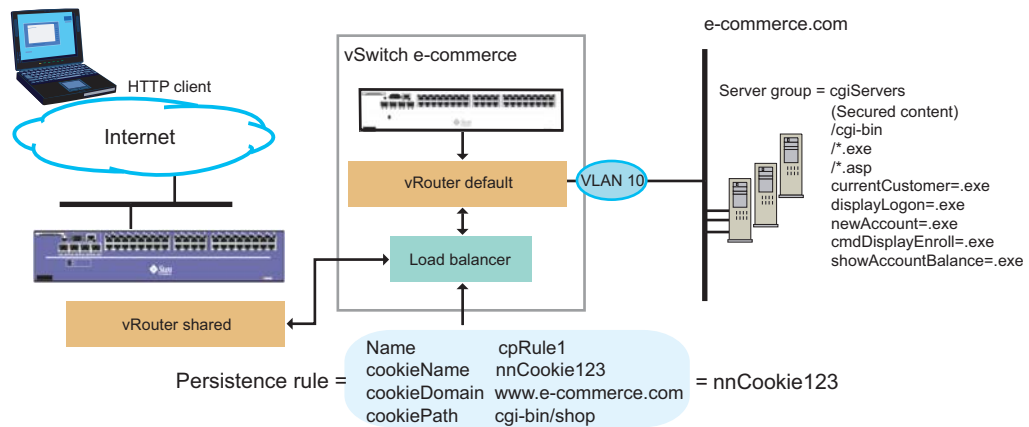 e-commerce.com
vSwitch e-commerce
HTTP client
Internet
Server group = cgiServers
(Secured content)
/cgi-bin
/*.exe
/*.asp
currentCustomer=.exe
displayLogon=.exe
newAccount=.exe
cmdDisplayEnroll=.exe
showAccountBalance=.exe
vRouter default
VLAN 10
Load balancer
Sun
vRouter shared
Persistence rule =
Name cpRule1
cookieName nnCookie123
cookieDomain www.e-commerce.com
cookiePath cgi-bin/shop
= nnCookie123